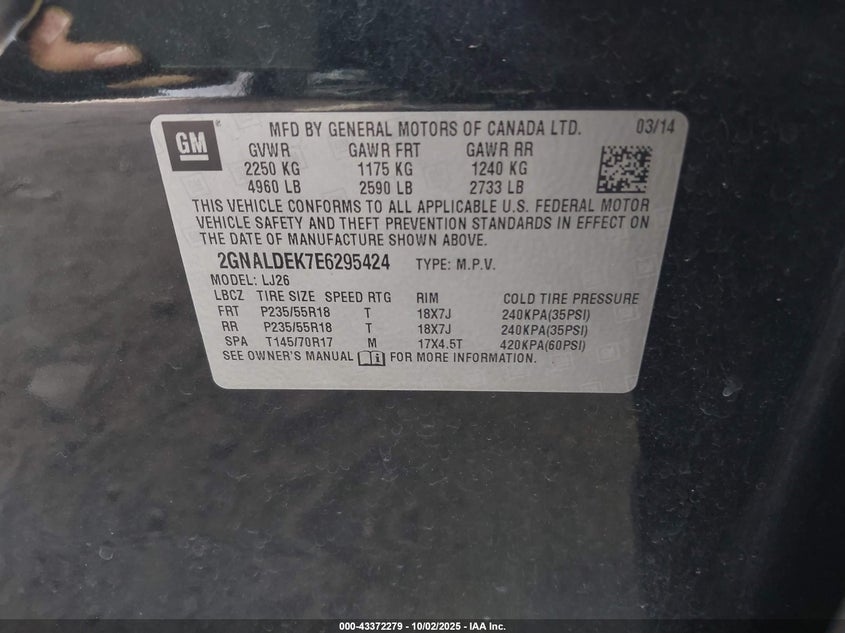 GM ® MFD BY GENERAL MOTORS OF CANADA LTD. 03/14
GVWR GAWR FRT GAWR RR
2250 KG 1175 KG 1240 KG
4960 LB 2590 LB 2733 LB
THIS VEHICLE CONFORMS TO ALL APPLICABLE U.S. FEDERAL MOTOR
VEHICLE SAFETY AND THEFT PREVENTION STANDARDS IN EFFECT ON
THE DATE OF MANUFACTURE SHOWN ABOVE.
2GNALDEK7E6295424 TYPE: M.P.V.
MODEL: LJ26
LBCZ TIRE SIZE SPEED RTG RIM COLD TIRE PRESSURE
FRT P235/55R18 T 18X7J 240KPA(35PSI)
RR P235/55R18 T 18X7J 240KPA(35PSI)
SPA T145/70R17 M 17X4.5T 420KPA(60PSI)
SEE OWNER'S MANUAL FOR MORE INFORMATION.
000-43372279 - 10/02/2025 - IAA Inc.